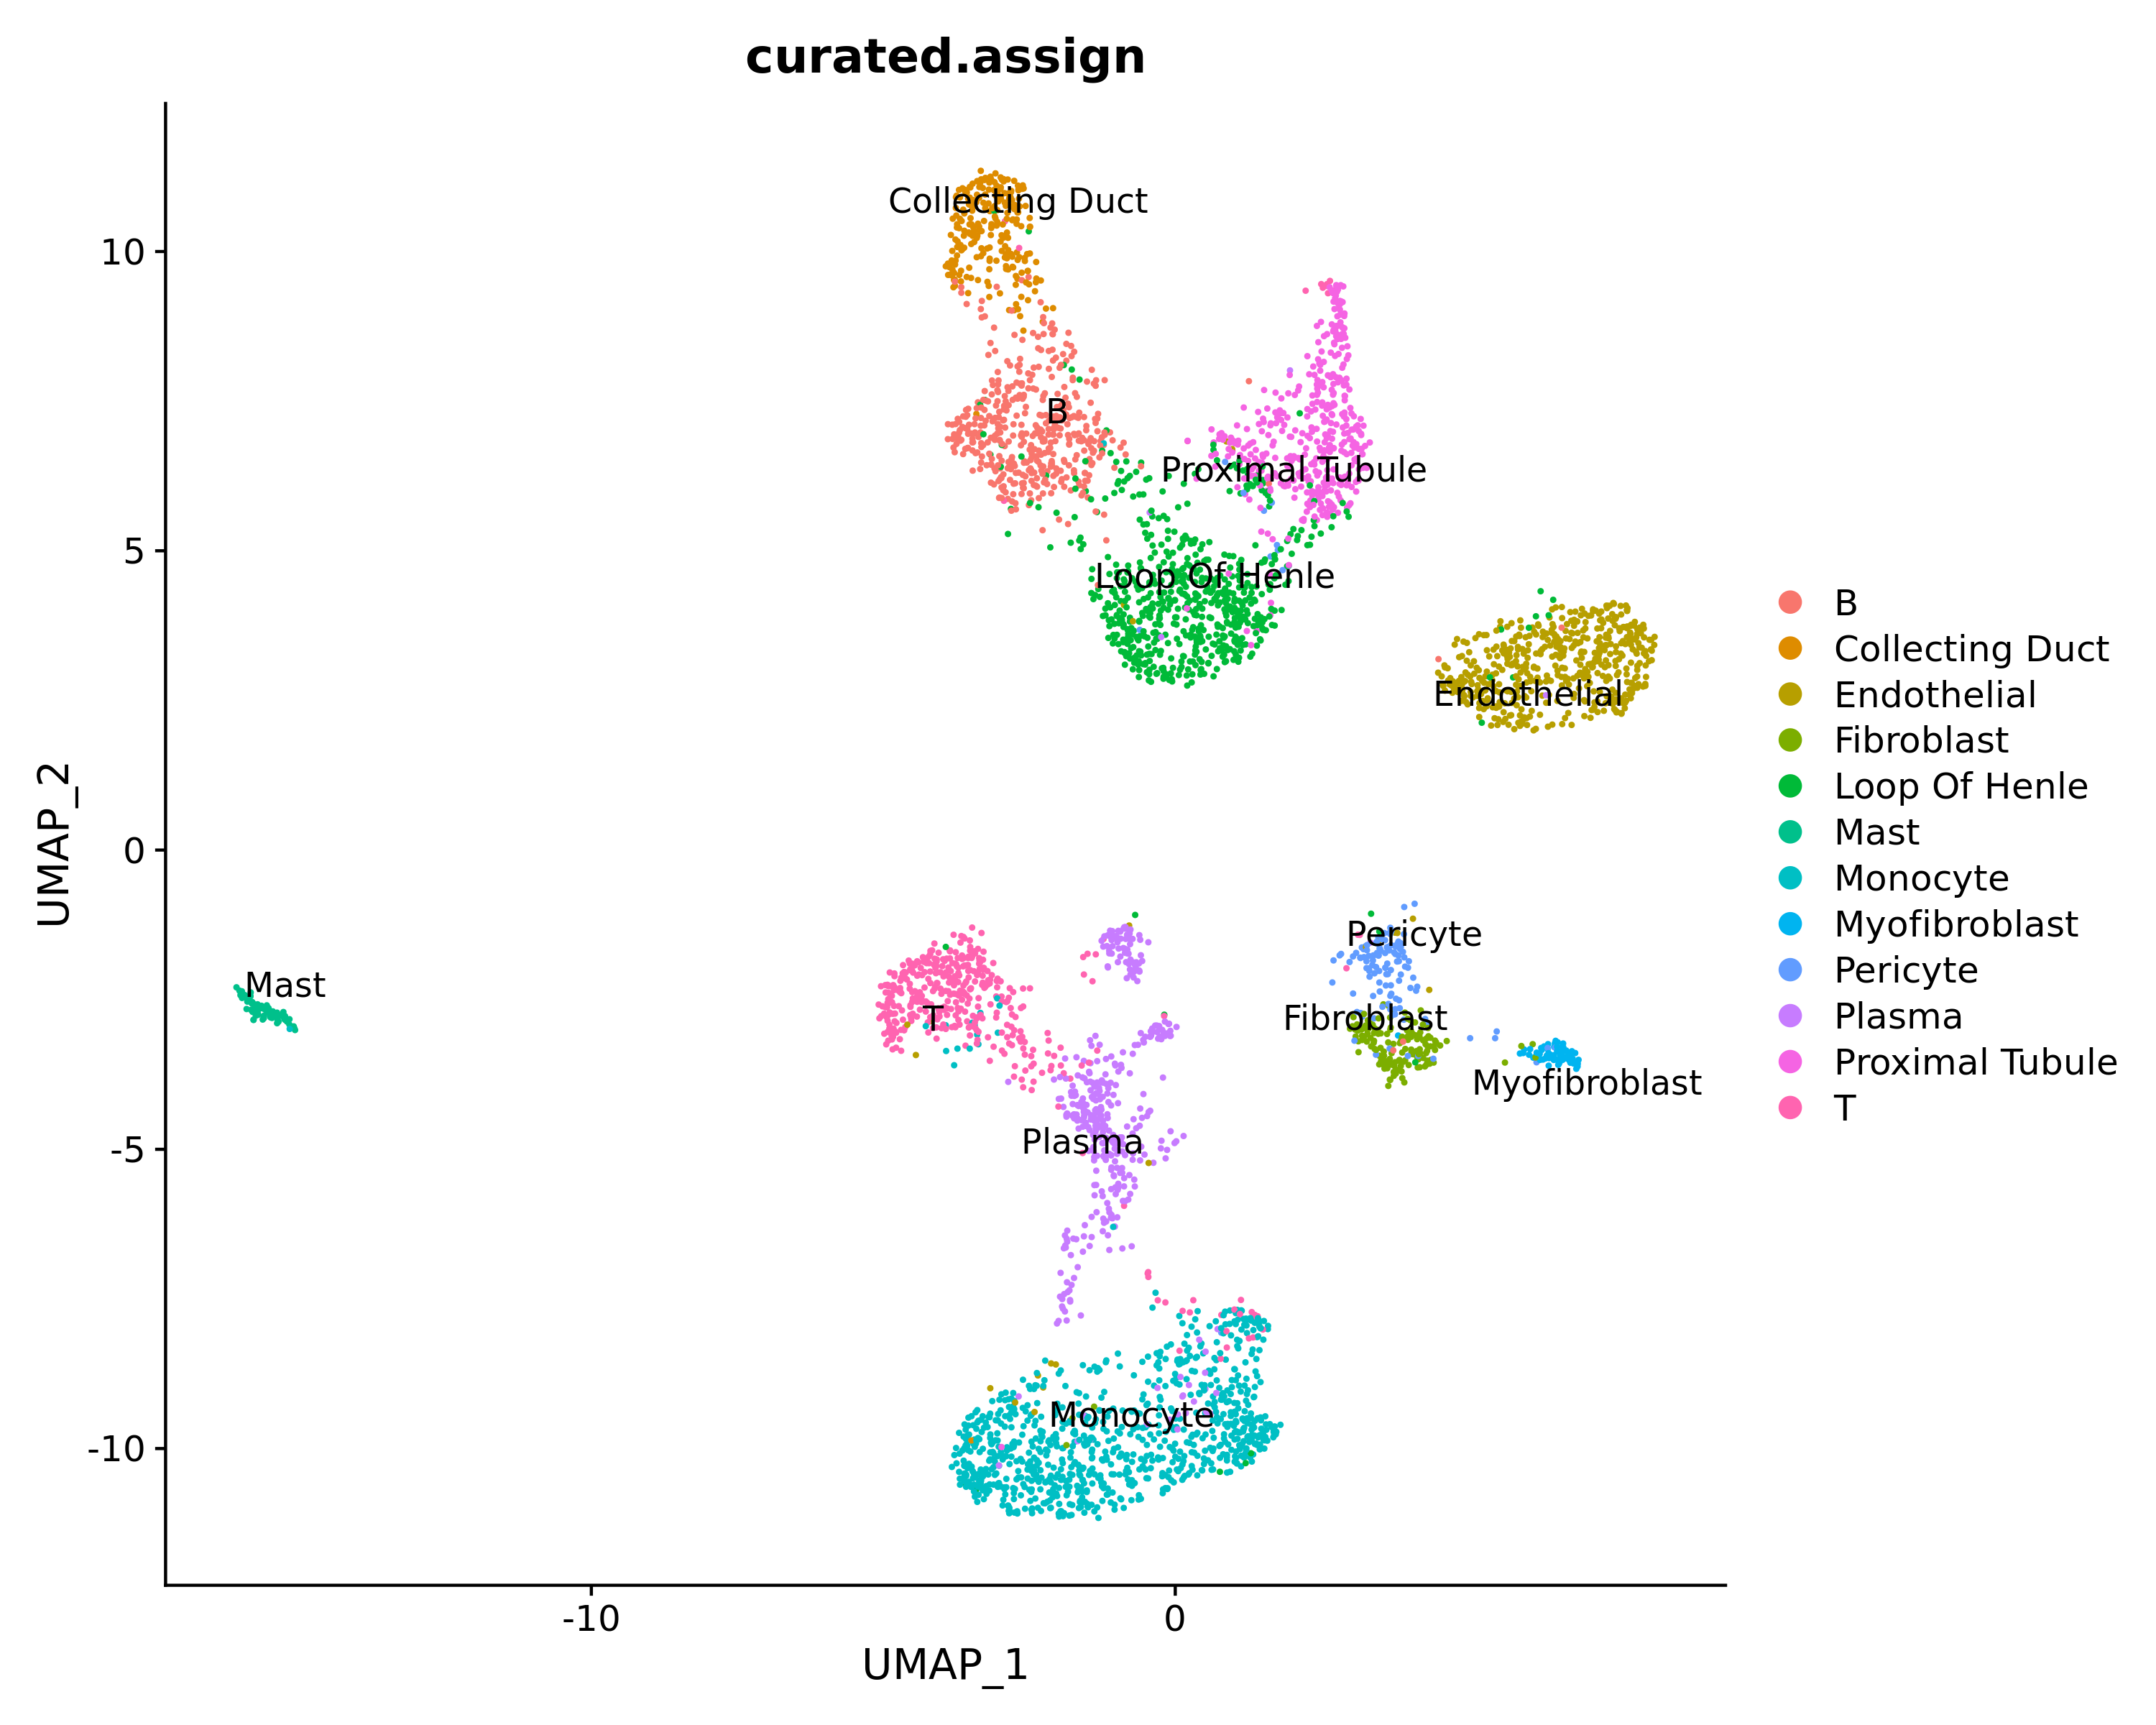 curated.assign
Collecting Duct
B
Proximal Tubule
Loop Of Henle
Endothelial
Pericyte
Mast
T
Fibroblast
Myofibroblast
Plasma
Monocyte
10
5
0
-5
-10
UMAP_2
-10
0
UMAP_1
B
Collecting Duct
Endothelial
Fibroblast
Loop Of Henle
Mast
Monocyte
Myofibroblast
Pericyte
Plasma
Proximal Tubule
T